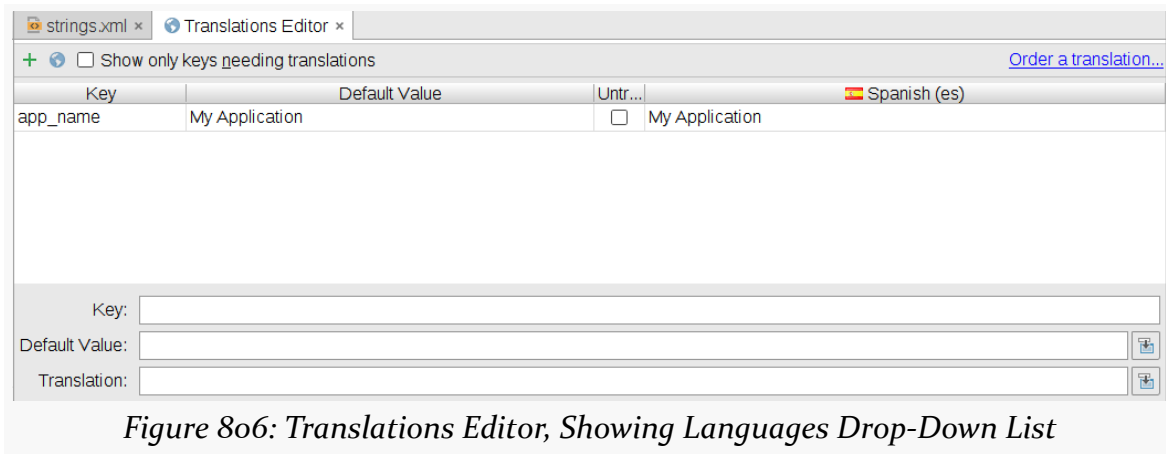 strings.xml × Translations Editor ×
Show only keys needing translations Order a translation...
Key Default Value Untr... Spanish (es)
app_name My Application My Application
Key:
Default Value:
Translation:
Figure 806: Translations Editor, Showing Languages Drop-Down List